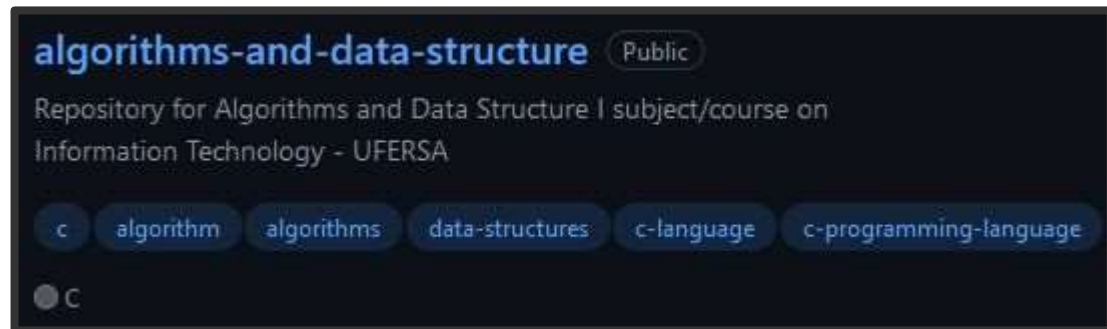 algorithms-and-data-structure Public
Repository for Algorithms and Data Structure I subject/course on
Information Technology - UFERSA
c algorithm algorithms data-structures c-language c-programming-language
C